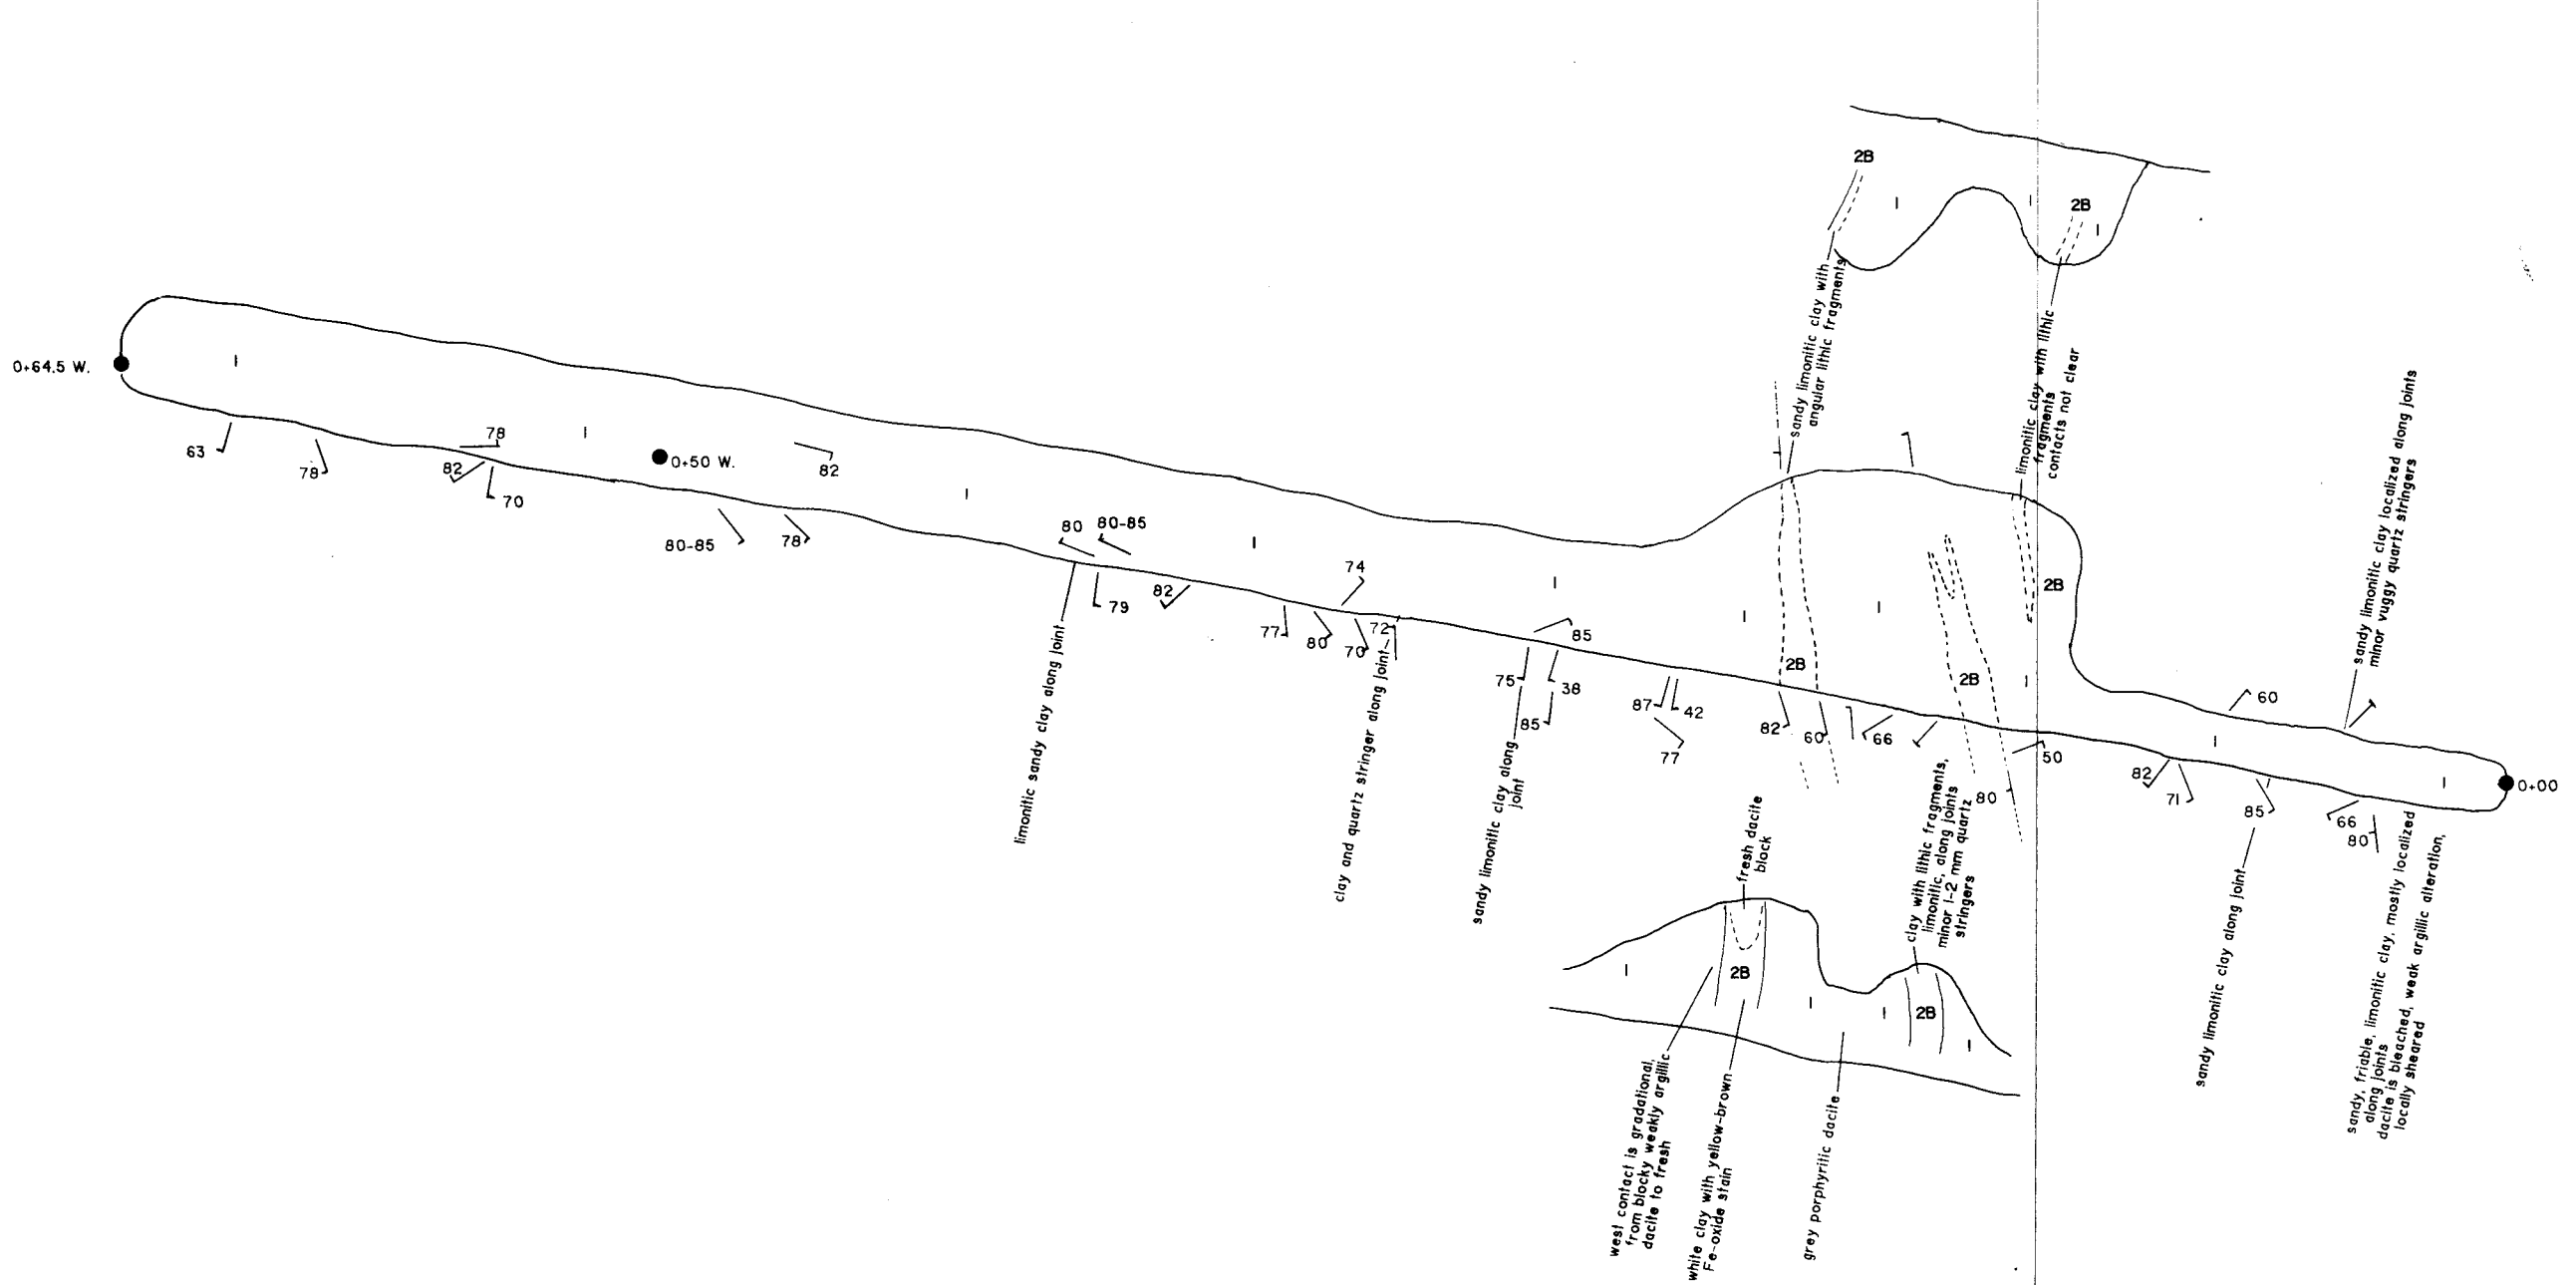 2B
I
I
2B
I
sandy limonitic clay with
angular lithic fragments
limonitic clay with lithic
fragments
contacts not clear
sandy limonitic clay localized along joints
minor vuggy quartz stringers
0+64.5 W.
I
63
78
78
82
70
I
0+50 W.
82
80-85
78
I
80
80-85
79
82
I
74
77
80
70
72
limonitic sandy clay along joint
clay and quartz stringer along joint
I
85
75
38
85
sandy limonitic clay along
joint
87
42
77
I
2B
82
60
I
66
2B
2B
I
50
80
60
I
82
71
85
66
80
I
0+00
fresh dacite
block
clay with lithic fragments,
limonitic, along joints
minor 1-2 mm quartz
stringers
I
2B
I
I
2B
I
west contact is gradational,
from blocky weakly argillic
dacite to fresh
white clay with yellow-brown
Fe-oxide stain
grey porphyritic dacite
sandy limonitic clay along joint
sandy, friable, limonitic clay, mostly localized
along joints
dacite is bleached, weak argillic alteration,
locally sheared